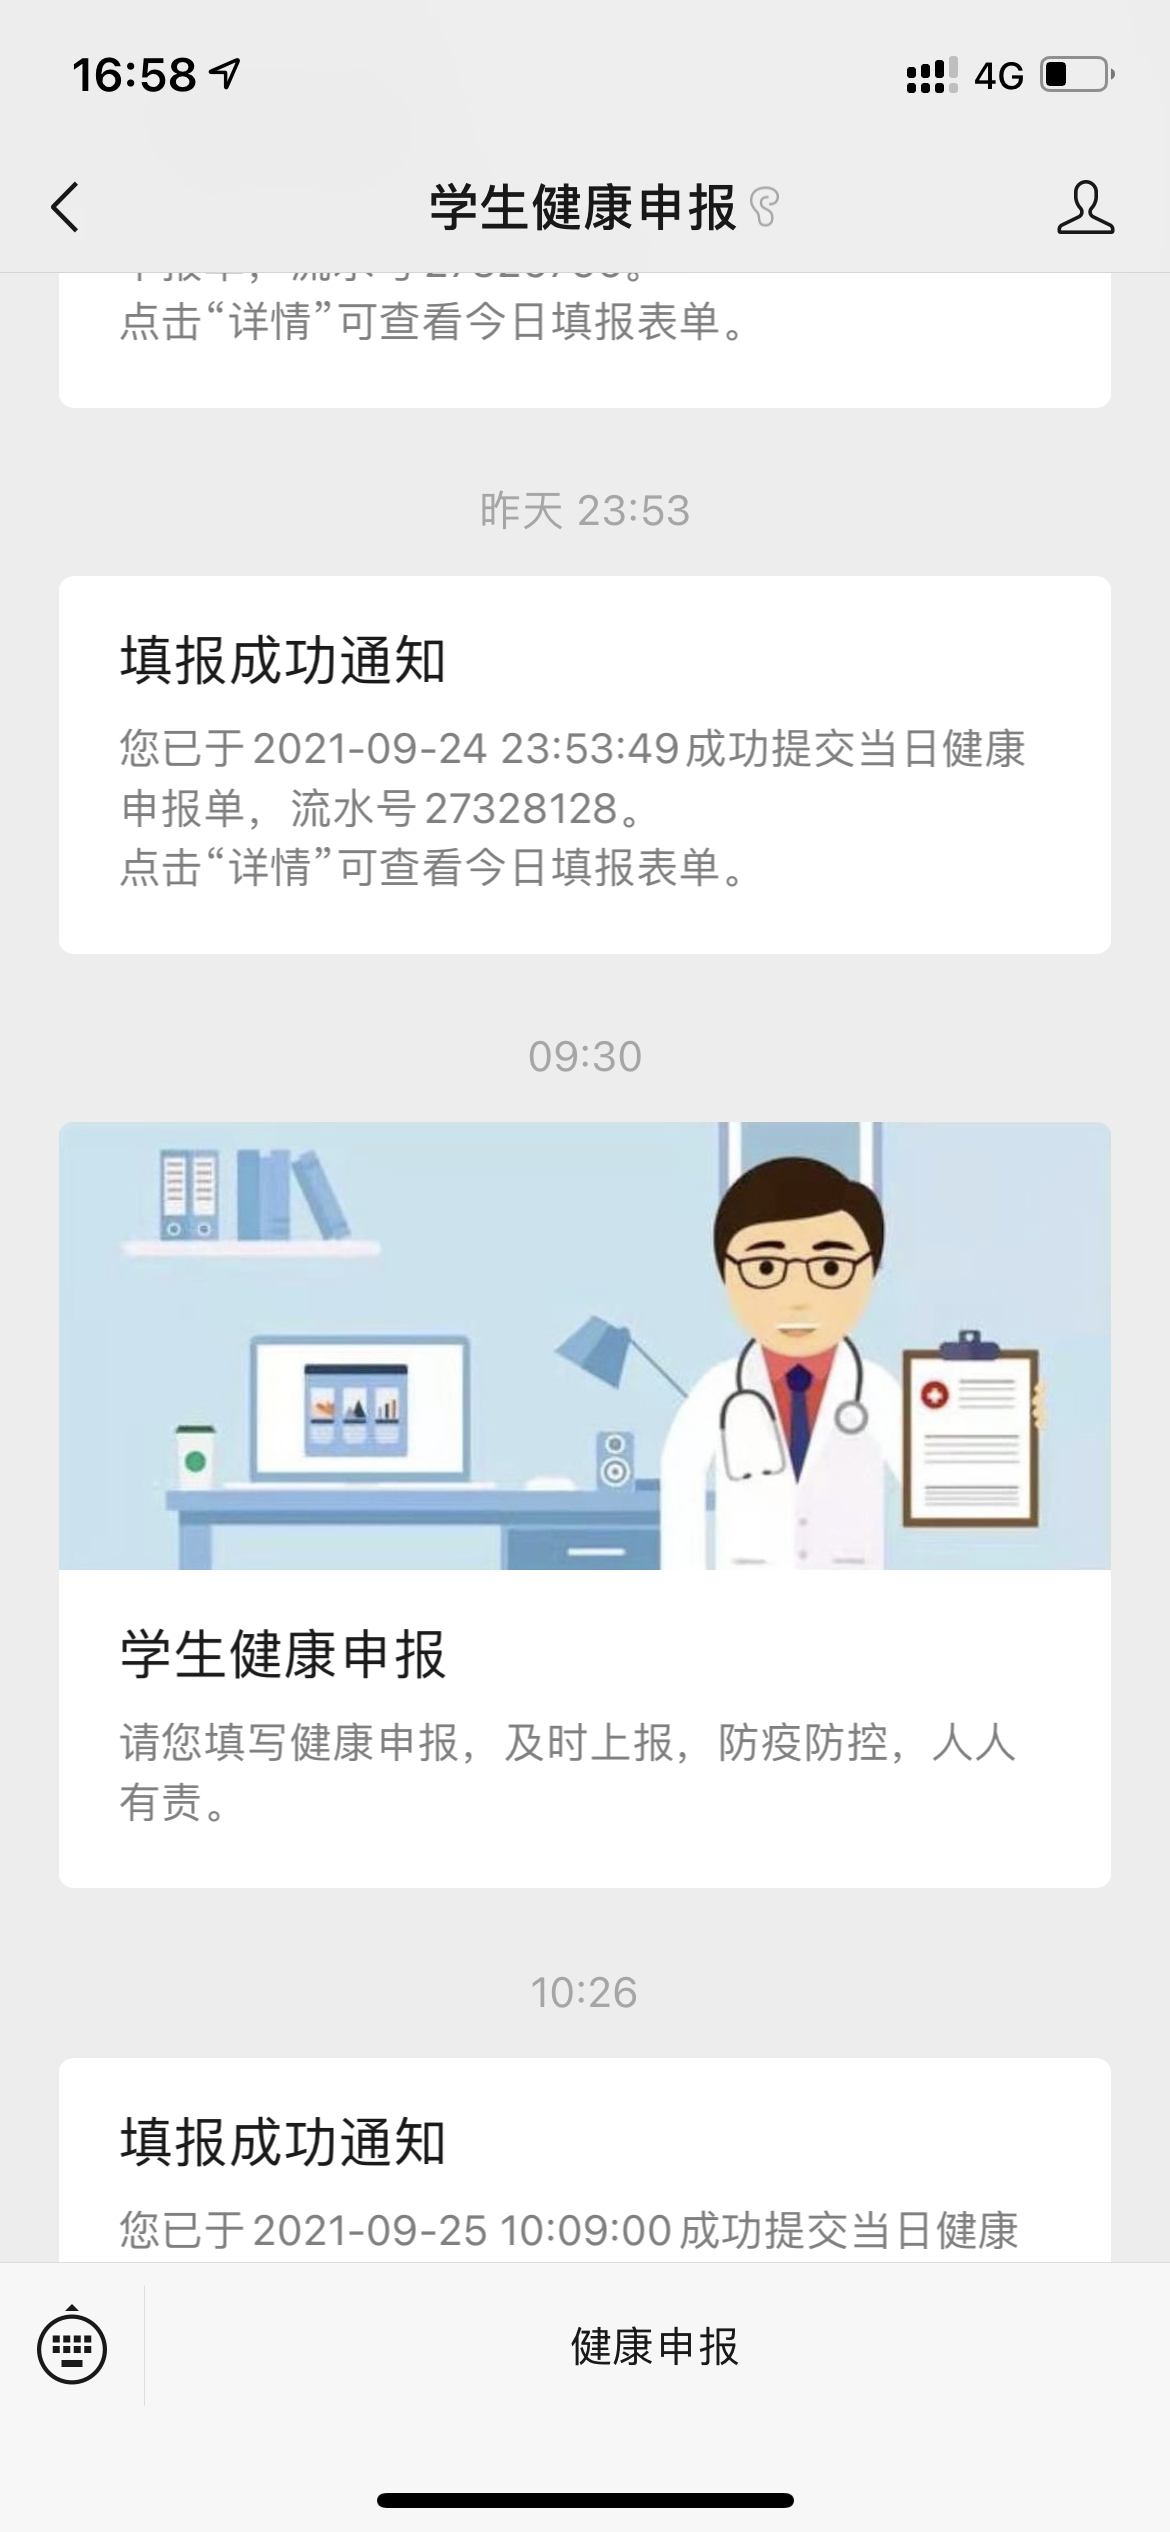 16:58
4G
学生健康申报
点击“详情”可查看今日填报表单。
昨天 23:53
填报成功通知
您已于2021-09-24 23:53:49成功提交当日健康
申报单，流水号27328128。
点击“详情”可查看今日填报表单。
09:30
学生健康申报
请您填写健康申报，及时上报，防疫防控，人人
有责。
10:26
填报成功通知
您已于2021-09-25 10:09:00成功提交当日健康
健康申报